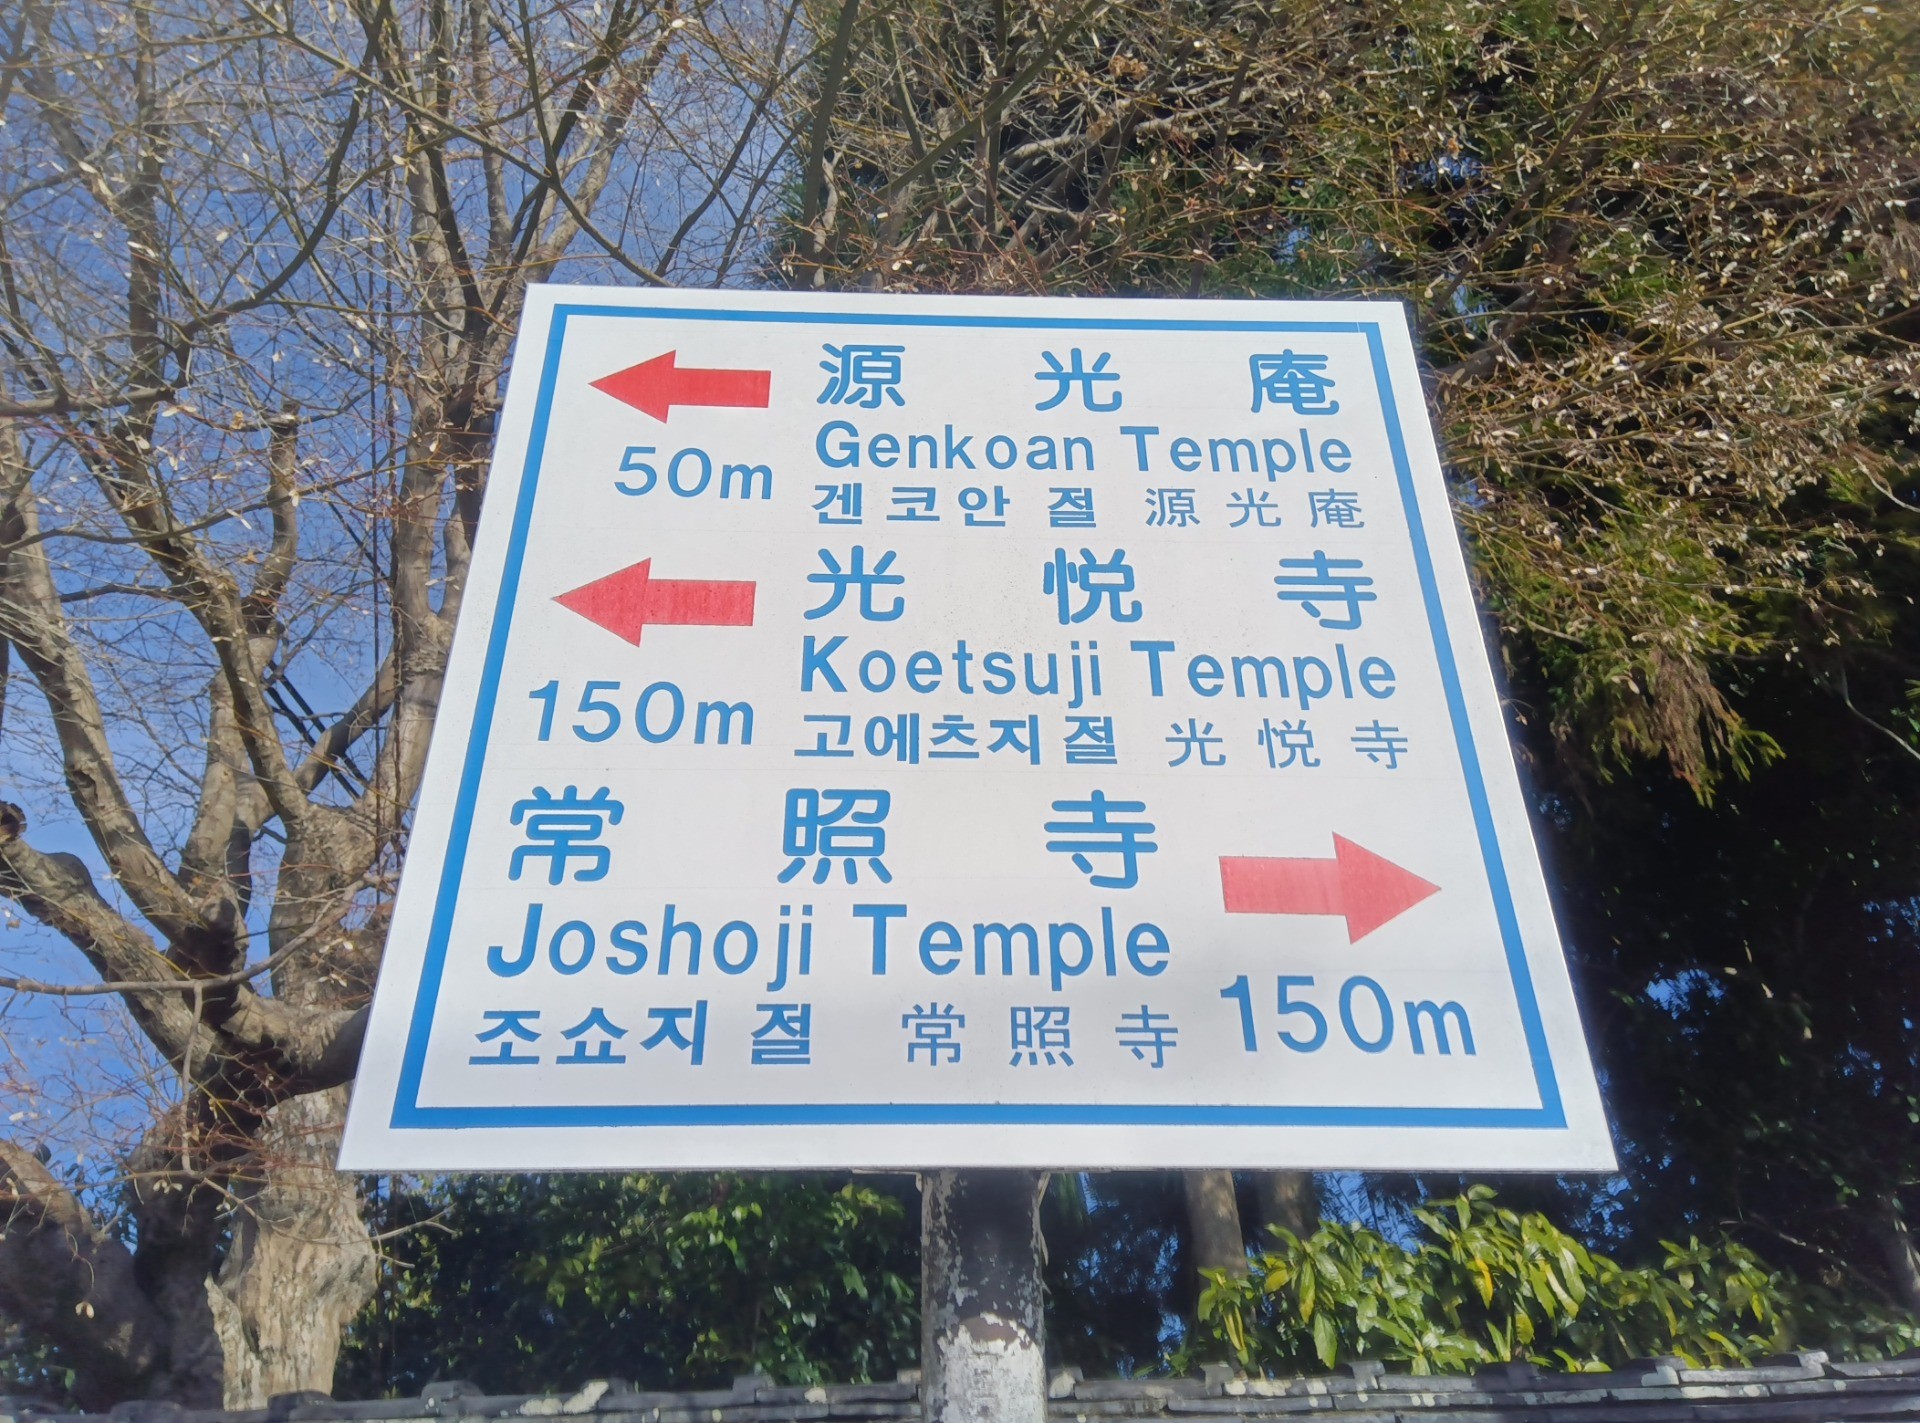 源光庵
50m
Genkoan Temple
겐코안 절 源光庵
光悦寺
150m
Koetsuji Temple
고에츠지절 光悦寺
常照寺
Joshoji Temple
150m
조쇼지 절 常照寺